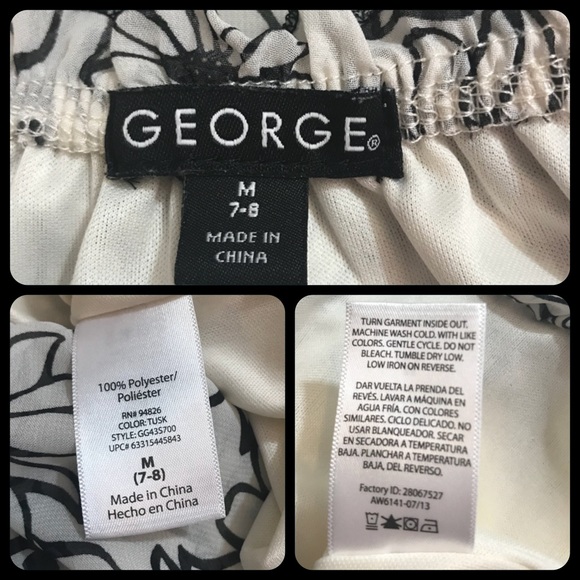 GEORGE®
M
7-8
MADE IN
CHINA
100% Polyester/
Poliéster
RN# 94826
COLOR: TUSK
STYLE: GG43S700
UPC# 63315445843
M
(7-8)
Made in China
Hecho en China
TURN GARMENT INSIDE OUT.
MACHINE WASH COLD. WITH LIKE
COLORS. GENTLE CYCLE. DO NOT
BLEACH. TUMBLE DRY LOW.
LOW IRON ON REVERSE.
DAR VUELTA LA PRENDA DEL
REVÉS. LAVAR A MÁQUINA EN
AGUA FRÍA. CON COLORES
SIMILARES. CICLO DELICADO. NO
USAR BLANQUEADOR. SECAR
EN SECADORA A TEMPERATURA
BAJA. PLANCHAR A TEMPERATURA
BAJA, DEL REVERSO.
Factory ID: 28067527
AW6141-07/13